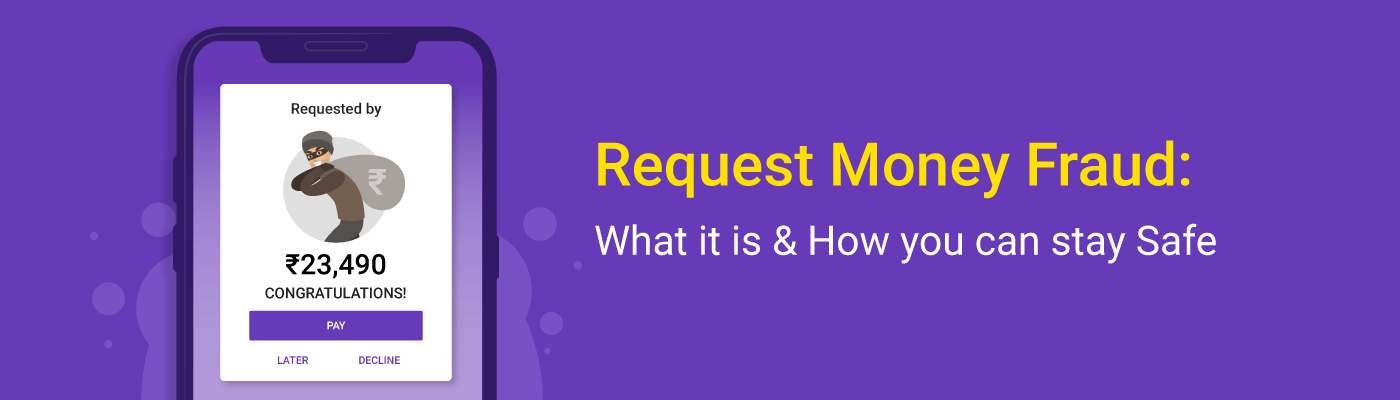 Requested by
₹
₹23,490
CONGRATULATIONS!
PAY
LATER DECLINE
Request Money Fraud:
What it is & How you can stay Safe